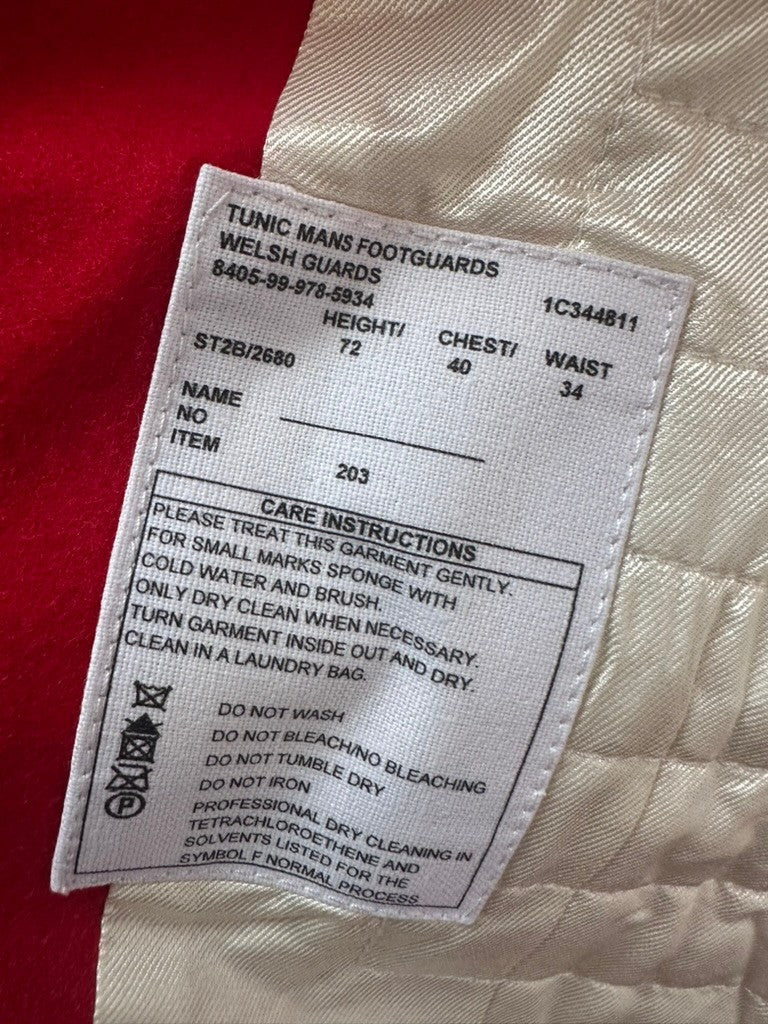 TUNIC MANS FOOTGUARDS
WELSH GUARDS
8405-99-978-5934 1C344811
HEIGHT/ CHEST/ WAIST
ST2B/2680 72 40 34
NAME
NO
ITEM
203
CARE INSTRUCTIONS
PLEASE TREAT THIS GARMENT GENTLY.
FOR SMALL MARKS SPONGE WITH
COLD WATER AND BRUSH.
ONLY DRY CLEAN WHEN NECESSARY.
TURN GARMENT INSIDE OUT AND DRY.
CLEAN IN A LAUNDRY BAG.
DO NOT WASH
DO NOT BLEACH/NO BLEACHING
DO NOT TUMBLE DRY
DO NOT IRON
P PROFESSIONAL DRY CLEANING IN
TETRACHLOROETHENE AND
SOLVENTS LISTED FOR THE
SYMBOL F NORMAL PROCESS